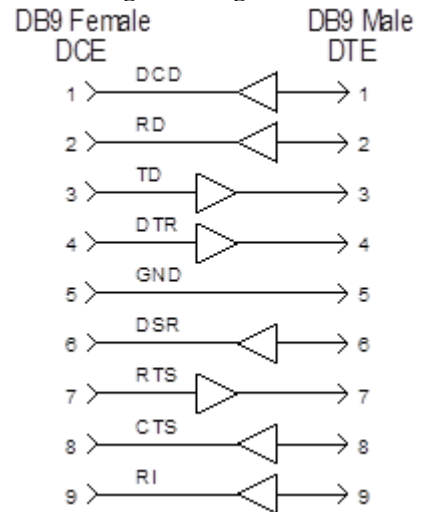 DB9 Female DB9 Male
DCE DTE
1 DCD 1
2 RD 2
3 TD 3
4 DTR 4
5 GND 5
6 DSR 6
7 RTS 7
8 CTS 8
9 RI 9